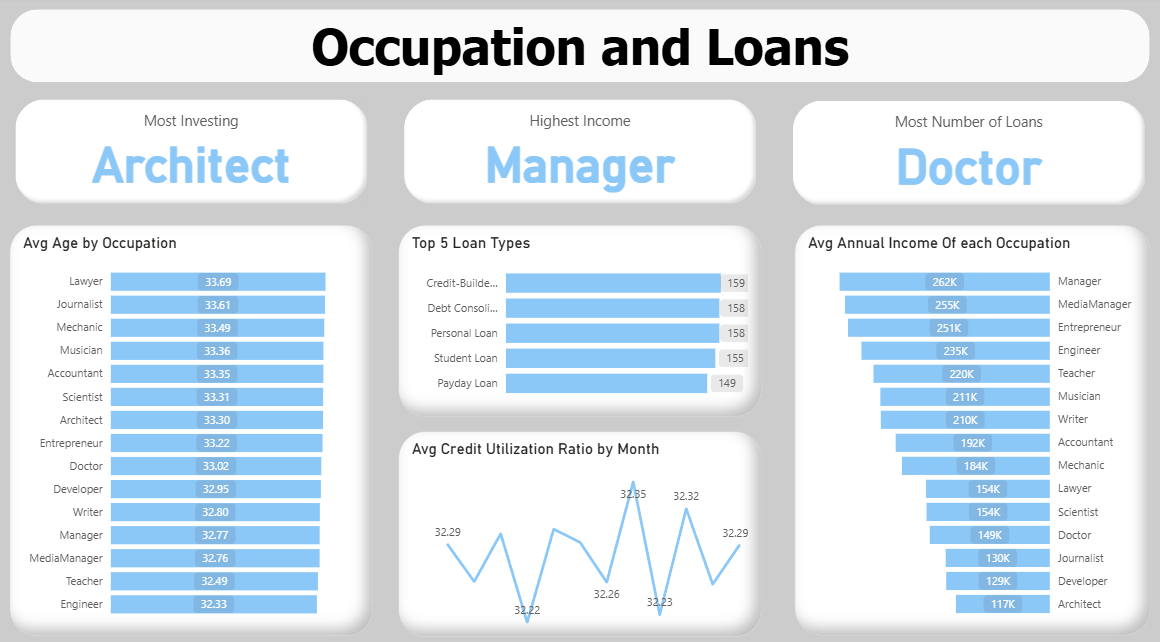 Occupation and Loans
Most Investing
Architect
Highest Income
Manager
Most Number of Loans
Doctor
Avg Age by Occupation
Lawyer 33.69
Journalist 33.61
Mechanic 33.49
Musician 33.36
Accountant 33.35
Scientist 33.31
Architect 33.30
Entrepreneur 33.22
Doctor 33.02
Developer 32.95
Writer 32.80
Manager 32.77
MediaManager 32.76
Teacher 32.49
Engineer 32.33
Top 5 Loan Types
Credit-Builde... 159
Debt Consoli... 158
Personal Loan 158
Student Loan 155
Payday Loan 149
Avg Credit Utilization Ratio by Month
32.29
32.22
32.26
32.35
32.23
32.32
32.29
Avg Annual Income Of each Occupation
262K Manager
255K MediaManager
251K Entrepreneur
235K Engineer
220K Teacher
211K Musician
210K Writer
192K Accountant
184K Mechanic
154K Lawyer
154K Scientist
149K Doctor
130K Journalist
129K Developer
117K Architect